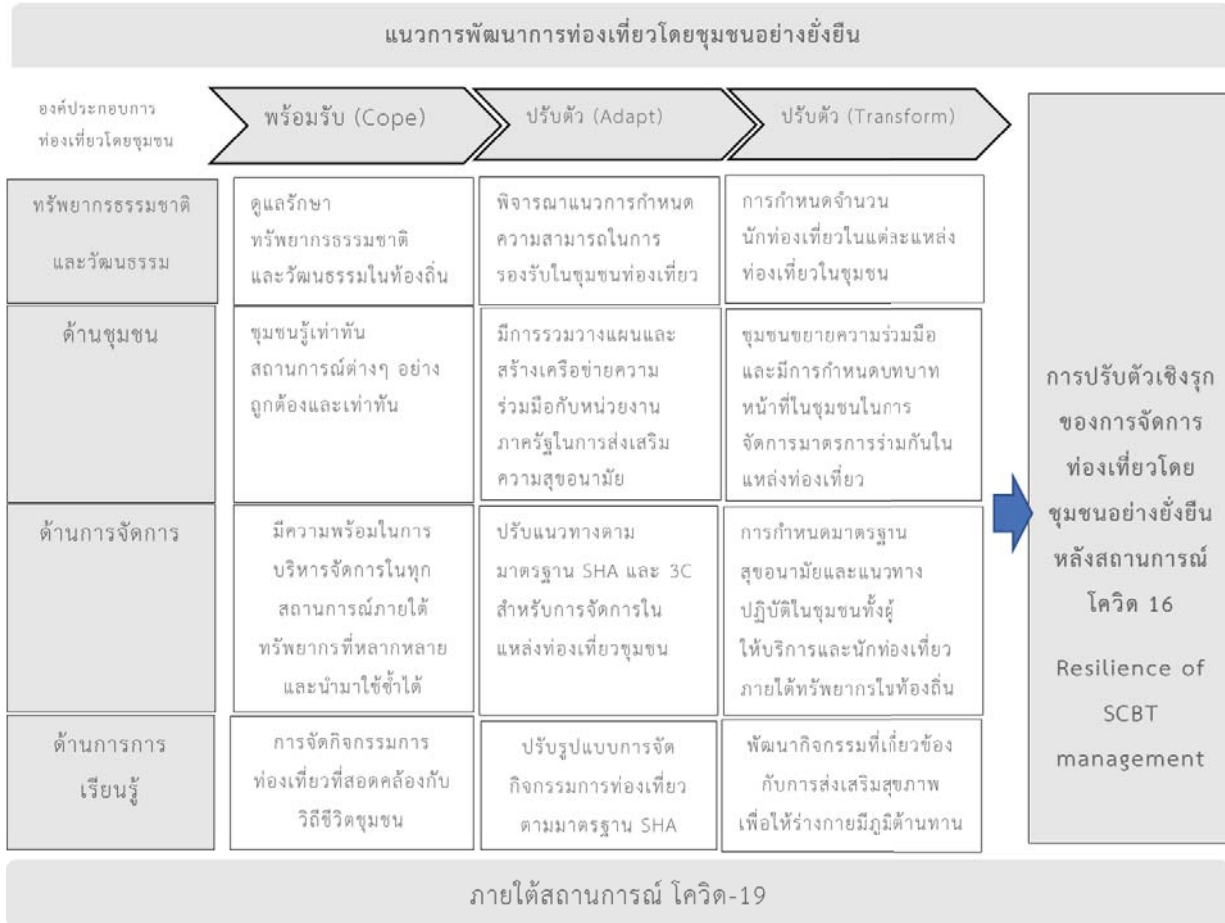 แนวการพัฒนาการท่องเที่ยวโดยชุมชนอย่างยั่งยืน
องค์ประกอบการ
ท่องเที่ยวโดยชุมชน
พร้อมรับ (Cope)
ปรับตัว (Adapt)
ปรับตัว (Transform)
ทรัพยากรธรรมชาติ
และวัฒนธรรม
ดูแลรักษา
ทรัพยากรธรรมชาติ
และวัฒนธรรมในท้องถิ่น
พิจารณาแนวการกำหนด
ความสามารถในการ
รองรับในชุมชนท่องเที่ยว
การกำหนดจำนวน
นักท่องเที่ยวในแต่ละแหล่ง
ท่องเที่ยวในชุมชน
ด้านชุมชน
ชุมชนรู้เท่าทัน
สถานการณ์ต่างๆ อย่าง
ถูกต้องและเท่าทัน
มีการรวมวางแผนและ
สร้างเครือข่ายความ
ร่วมมือกับหน่วยงาน
ภาครัฐในการส่งเสริม
ความสุขอนามัย
ชุมชนขยายความร่วมมือ
และมีการกำหนดบทบาท
หน้าที่ในชุมชนในการ
จัดการมาตรการร่ามกันใน
แหล่งท่องเที่ยว
ด้านการจัดการ
มีความพร้อมในการ
บริหารจัดการในทุก
สถานการณ์ภายใต้
ทรัพยากรที่หลากหลาย
และนำมาใช้ซ้ำได้
ปรับแนวทางตาม
มาตรฐาน SHA และ 3C
สำหรับการจัดการใน
แหล่งท่องเที่ยวชุมชน
การกำหนดมาตรฐาน
สุขอนามัยและแนวทาง
ปฏิบัติในชุมชนทั้งผู้
ให้บริการและนักท่องเที่ยว
ภายใต้ทรัพยากรในท้องถิ่น
ด้านการการ
เรียนรู้
การจัดกิจกรรมการ
ท่องเที่ยวที่สอดคล้องกับ
วิถีชีวิตชุมชน
ปรับรูปแบบการจัด
กิจกรรมการท่องเที่ยว
ตามมาตรฐาน SHA
พัฒนากิจกรรมที่เกี่ยวข้อง
กับการส่งเสริมสุขภาพ
เพื่อให้ร่างกายมีภูมิต้านทาน
การปรับตัวเชิงรุก
ของการจัดการ
ท่องเที่ยวโดย
ชุมชนอย่างยั่งยืน
หลังสถานการณ์
โควิด 16
Resilience of
SCBT
management
ภายใต้สถานการณ์ โควิด-19